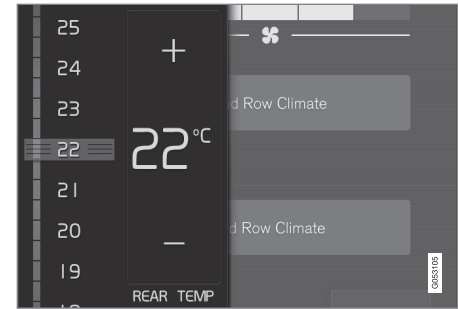 25
24
23
22
21
20
19
+
22°C
−
REAR TEMP
d Row Climate
d Row Climate
G053105